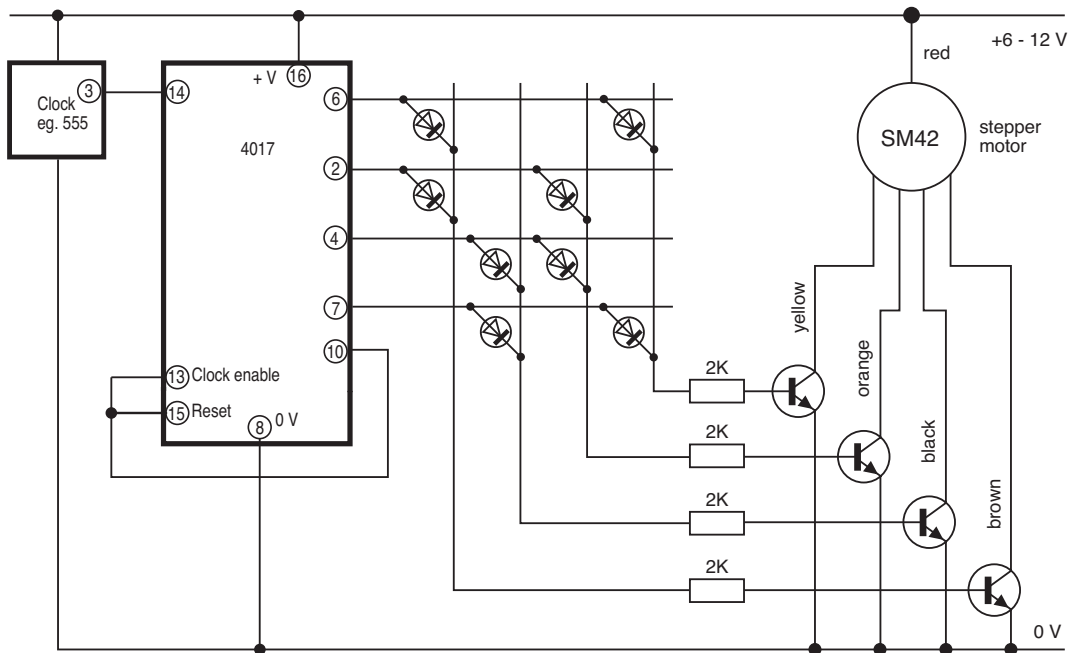 +6 - 12 V
red
Clock
eg. 555
3
14
+ V
16
4017
6
2
4
7
10
13
Clock enable
15
Reset
8
0 V
SM42
stepper
motor
yellow
orange
black
brown
2K
2K
2K
2K
0 V